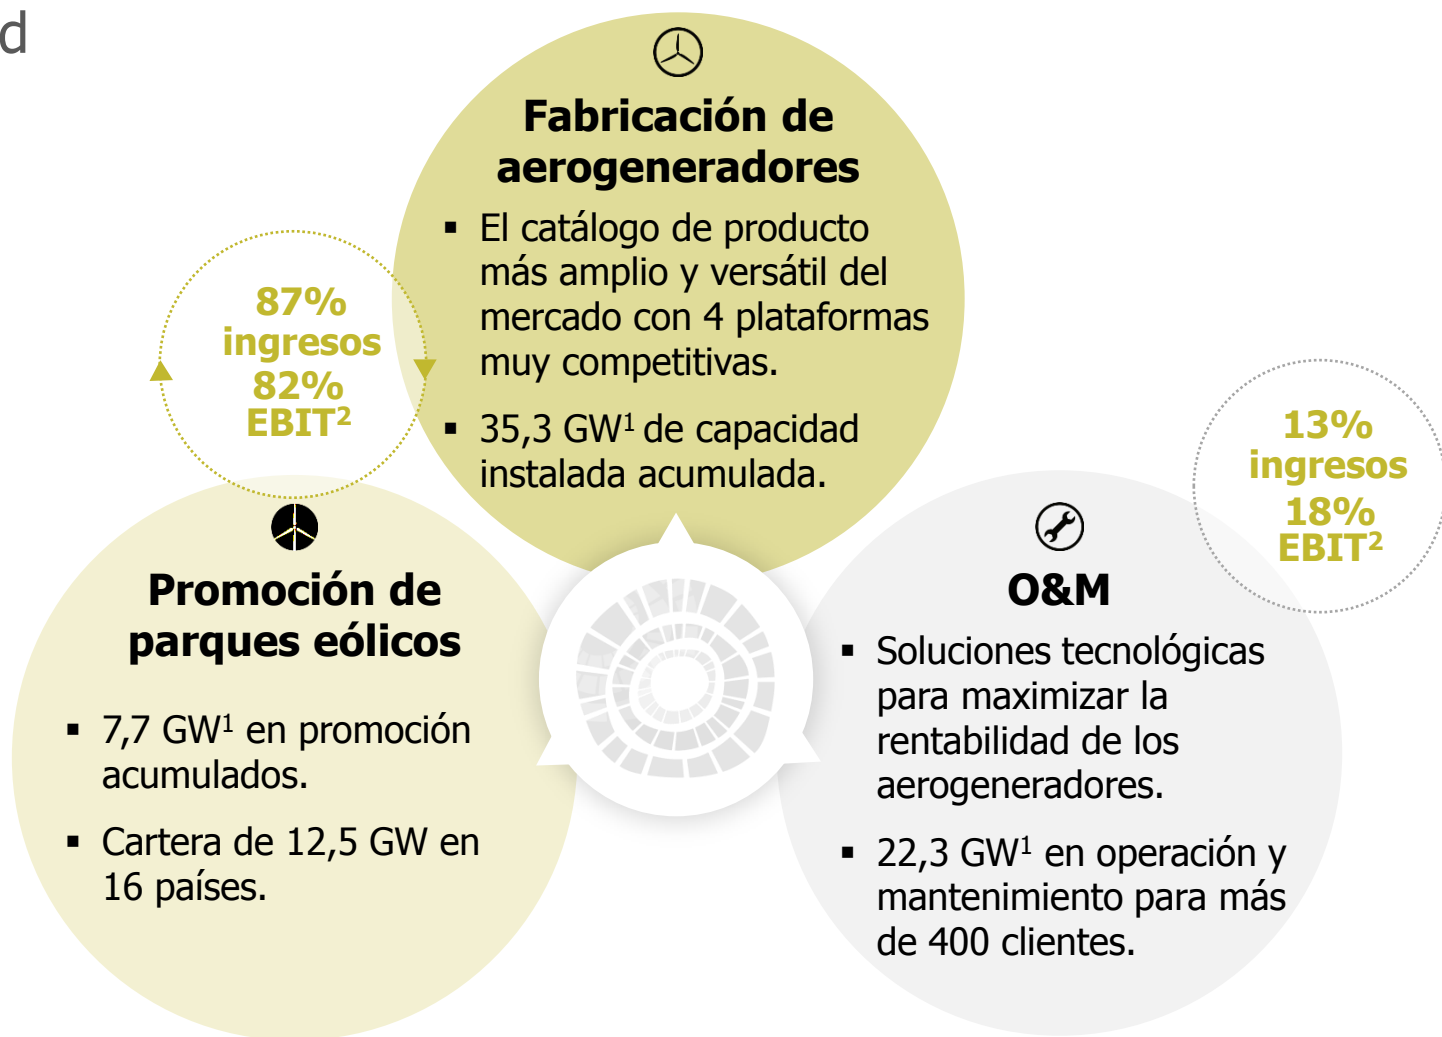 d
Fabricación de
aerogeneradores
▪ El catálogo de producto
más amplio y versátil del
mercado con 4 plataformas
muy competitivas.
▪ 35,3 GW¹ de capacidad
instalada acumulada.
87%
ingresos
82%
EBIT²
Promoción de
parques eólicos
▪ 7,7 GW¹ en promoción
acumulados.
▪ Cartera de 12,5 GW en
16 países.
13%
ingresos
18%
EBIT²
O&M
▪ Soluciones tecnológicas
para maximizar la
rentabilidad de los
aerogeneradores.
▪ 22,3 GW¹ en operación y
mantenimiento para más
de 400 clientes.